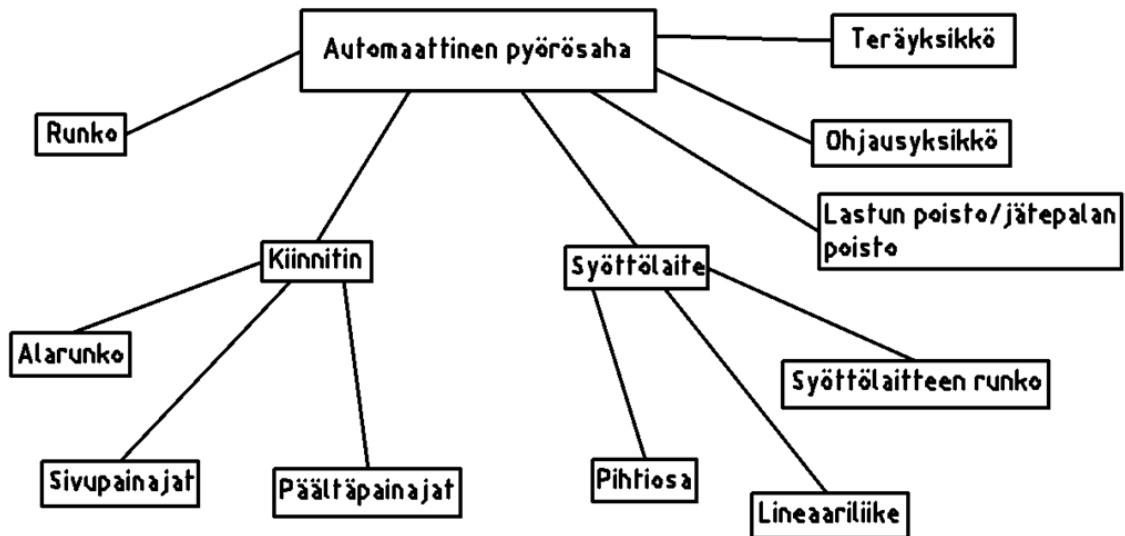 Automaattinen pyörösaha
Teräyksikkö
Runko
Ohjausyksikkö
Lastun poisto/jätepalan
poisto
Kiinnitin
Syöttölaite
Alarunko
Syöttölaitteen runko
Sivupainajat
Päältäpainajat
Pihtiosa
Lineaariliike